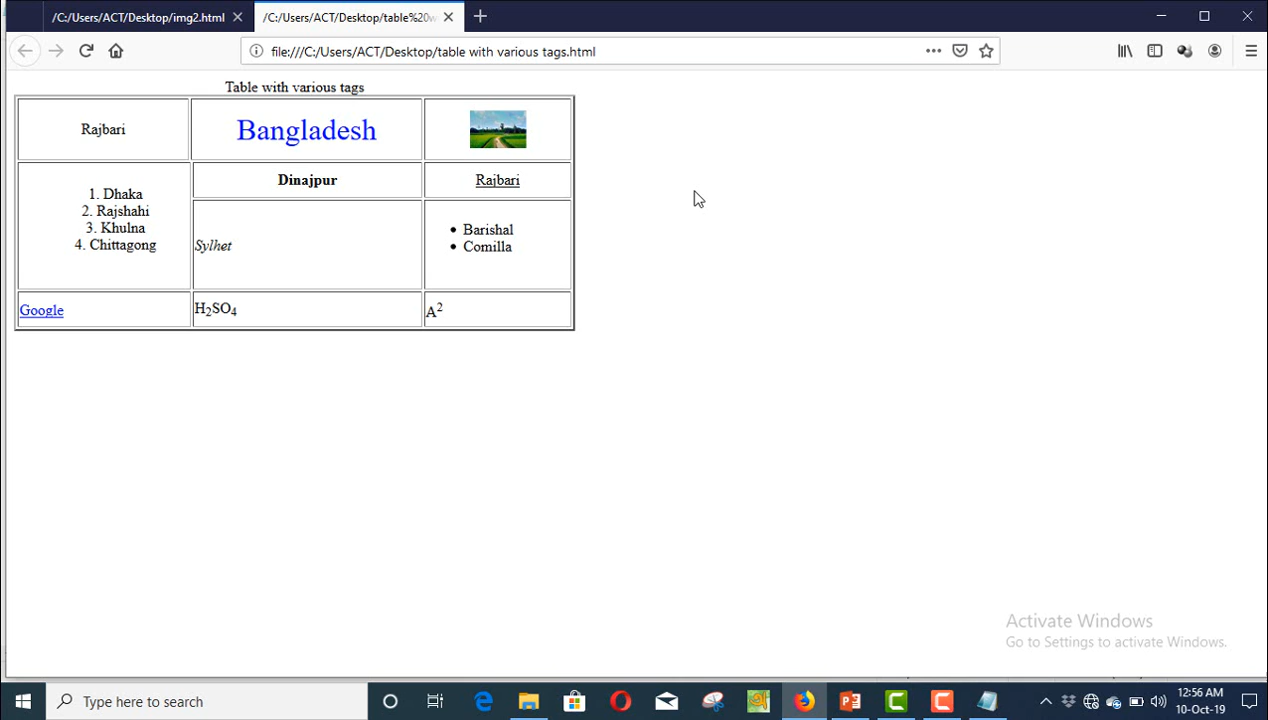 /C:/Users/ACT/Desktop/img2.html
/C:/Users/ACT/Desktop/table%20w
file:///C:/Users/ACT/Desktop/table with various tags.html
Table with various tags
Rajbari
Bangladesh
1. Dhaka
2. Rajshahi
3. Khulna
4. Chittagong
Dinajpur
Rajbari
Sylhet
• Barishal
• Comilla
Google
H₂SO₄
A²
Activate Windows
Go to Settings to activate Windows.
Type here to search
12:56 AM
10-Oct-19